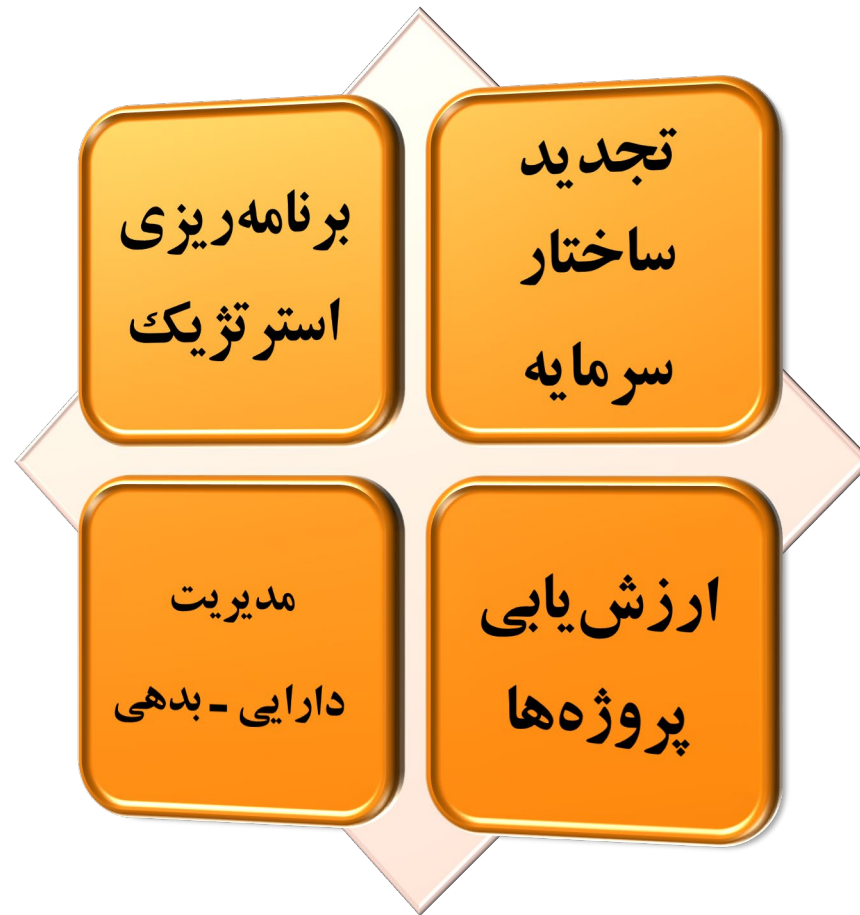 تجدید
ساختار
سرمایه
برنامه‌ریزی
استرتژیک
ارزش‌یابی
پروژه‌ها
مدیریت
دارایی - بدهی